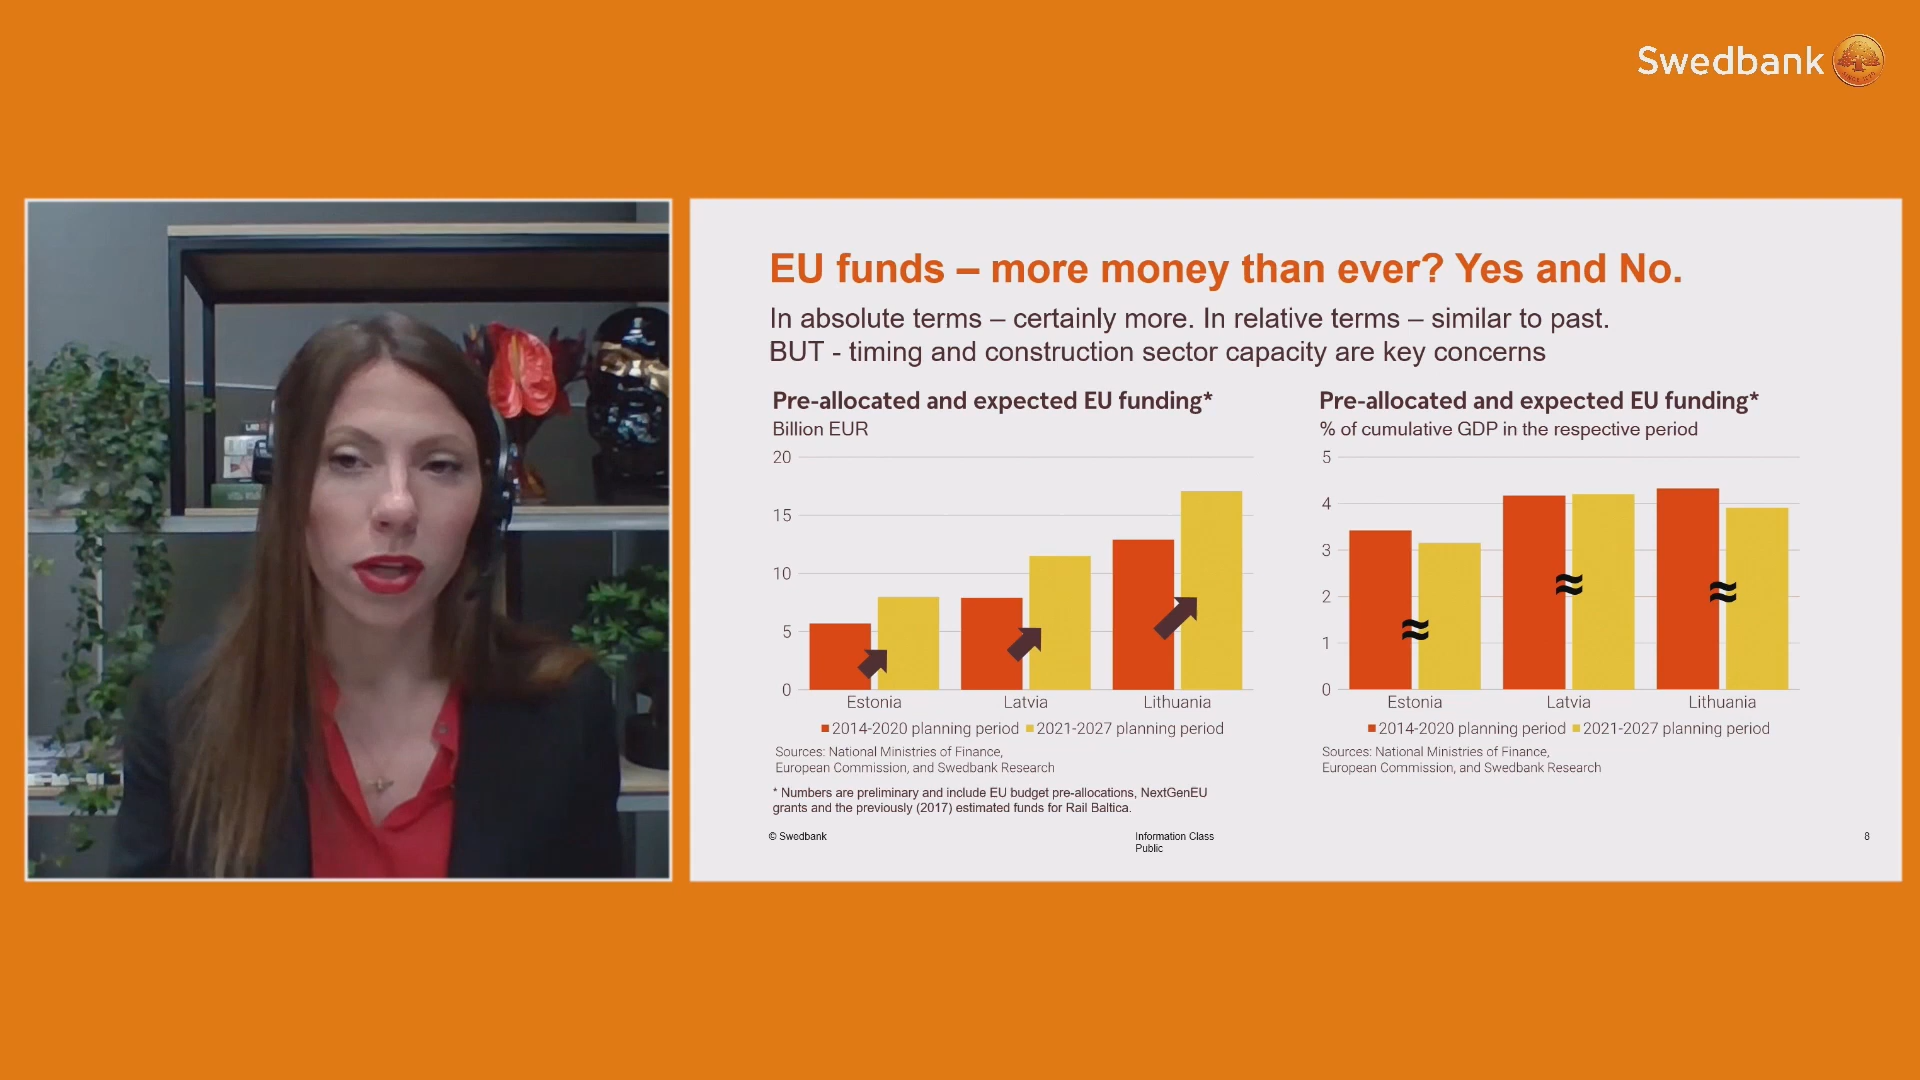 Swedbank
EU funds – more money than ever? Yes and No.
In absolute terms – certainly more. In relative terms – similar to past.
BUT - timing and construction sector capacity are key concerns
Pre-allocated and expected EU funding*
Billion EUR
20
15
10
5
0
Estonia Latvia Lithuania
2014-2020 planning period 2021-2027 planning period
Sources: National Ministries of Finance,
European Commission, and Swedbank Research
* Numbers are preliminary and include EU budget pre-allocations, NextGenEU
grants and the previously (2017) estimated funds for Rail Baltica.
Pre-allocated and expected EU funding*
% of cumulative GDP in the respective period
5
4
3
2
1
0
≈ ≈ ≈
Estonia Latvia Lithuania
2014-2020 planning period 2021-2027 planning period
Sources: National Ministries of Finance,
European Commission, and Swedbank Research
© Swedbank
Information Class
Public
8